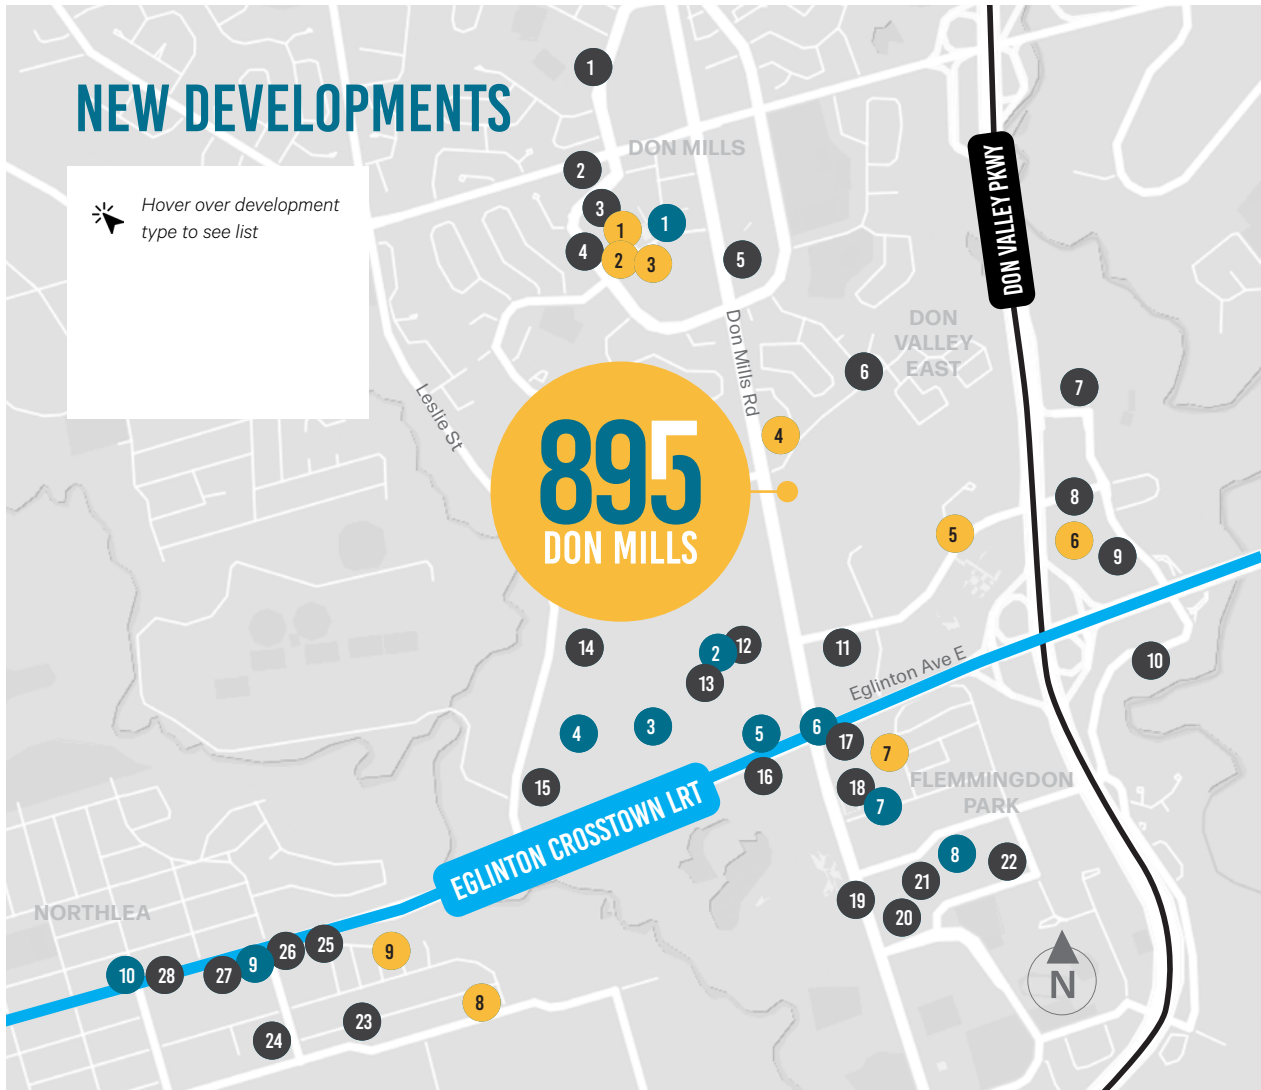 NEW DEVELOPMENTS
Hover over development
type to see list
1
DON MILLS
2
3
1
1
4
2
3
5
DON VALLEY PKWY
DON
VALLEY
EAST
Don Mills Rd
6
7
Leslie St
4
895
DON MILLS
8
5
6
9
14
2
12
13
11
Eglinton Ave E
10
4
3
5
6
17
7
15
16
18
7
FLEMMINGDON
PARK
EGLINTON CROSSTOWN LRT
8
22
21
19
20
NORTHLEA
10
28
27
9
26
25
9
8
23
24
N